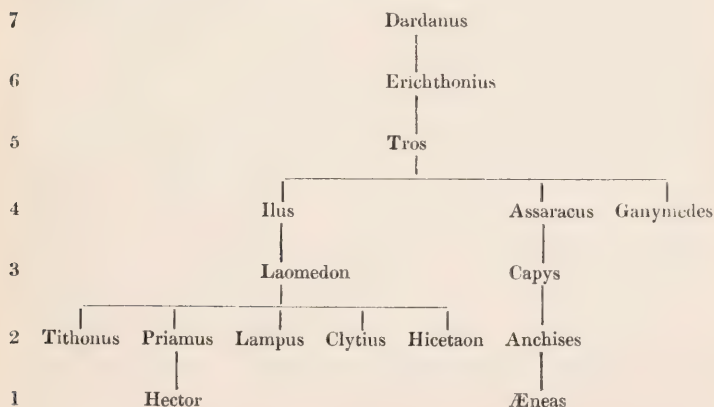 7 Dardanus
6 Erichthonius
5 Tros
4 Ilus Assaracus Ganymedes
3 Laomedon Capys
2 Tithonus Priamus Lampus Clytius Hicetaon Anchises
1 Hector Æneas